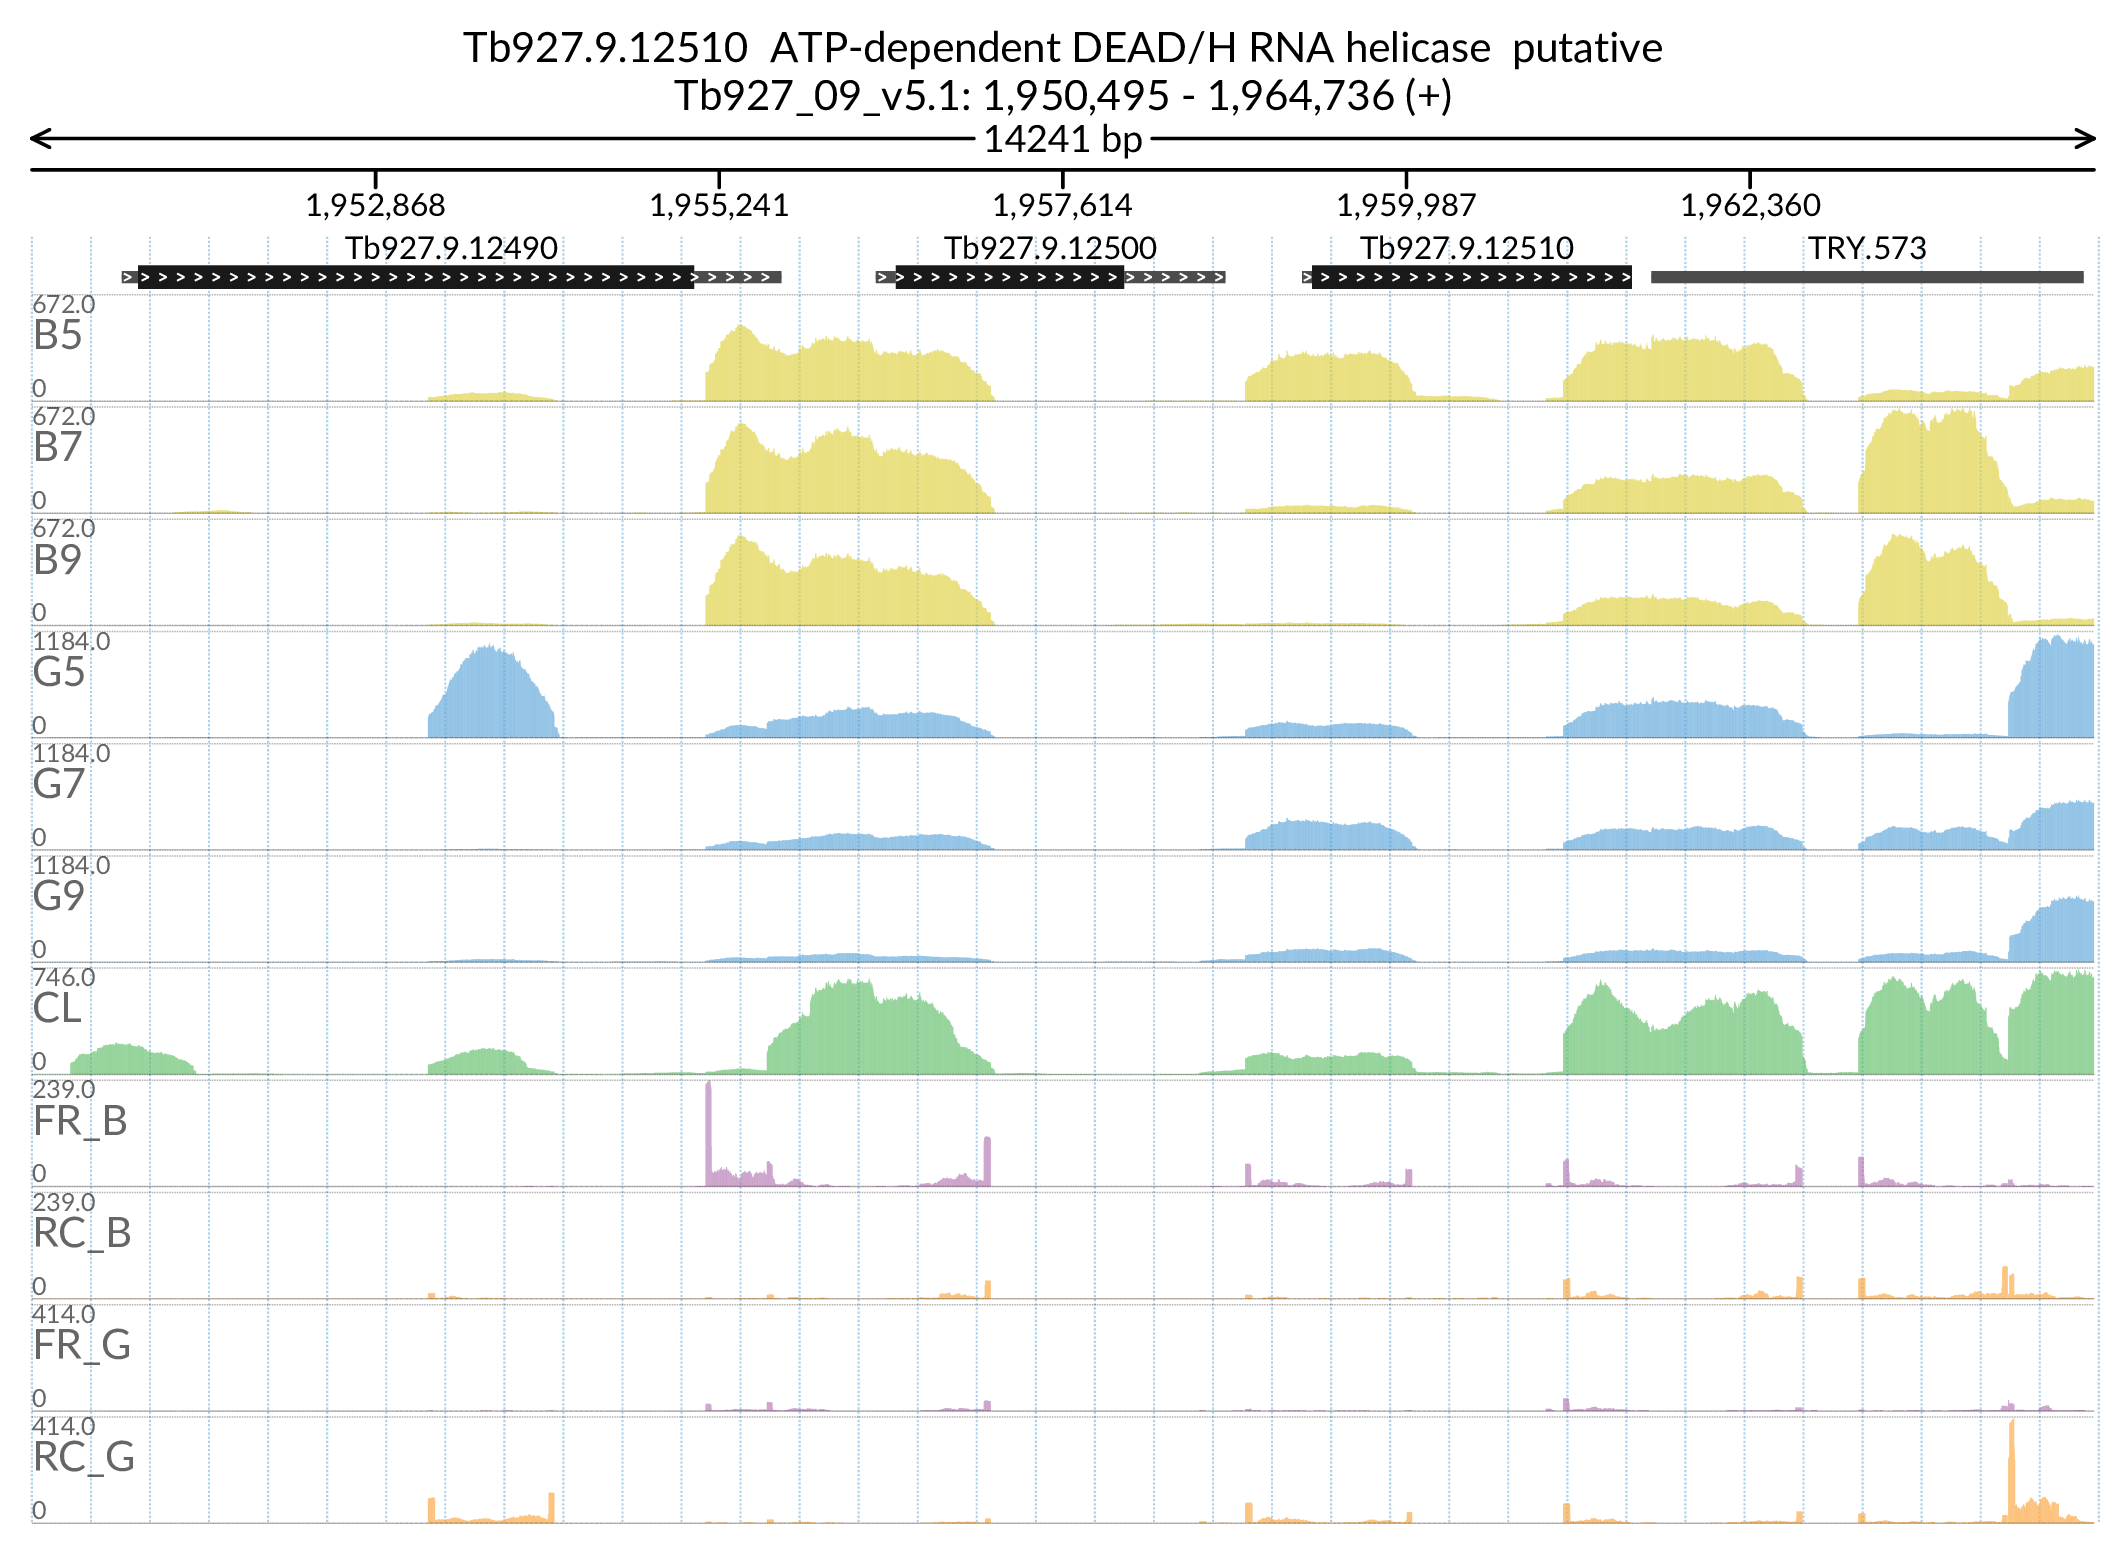 Tb927.9.12510  ATP-dependent DEAD/H RNA helicase  putative
Tb927_09_v5.1: 1,950,495 - 1,964,736 (+)
14241 bp
1,952,868 1,955,241 1,957,614 1,959,987 1,962,360
Tb927.9.12490 Tb927.9.12500 Tb927.9.12510 TRY.573
672.0
B5
0
672.0
B7
0
672.0
B9
0
1184.0
G5
0
1184.0
G7
0
1184.0
G9
0
746.0
CL
0
239.0
FR_B
0
239.0
RC_B
0
414.0
FR_G
0
414.0
RC_G
0